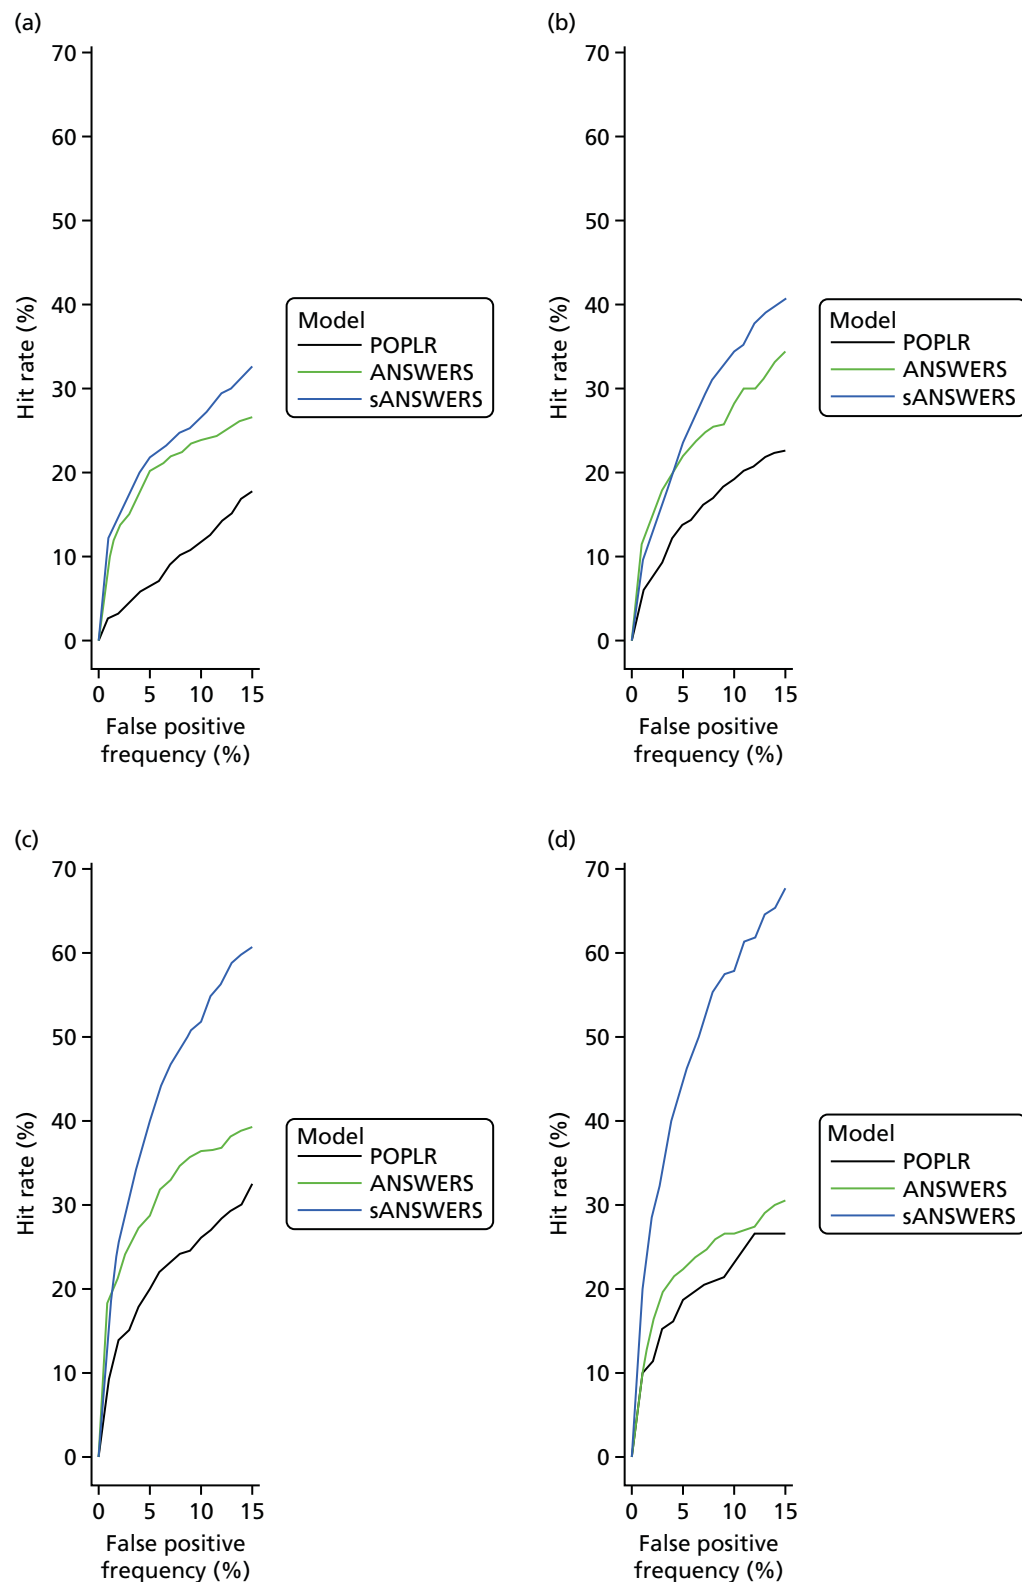 (a)
70
60
50
40
30
20
10
0
Hit rate (%)
0 5 10 15
False positive
frequency (%)
Model
POPLR
ANSWERS
sANSWERS
(b)
70
60
50
40
30
20
10
0
Hit rate (%)
0 5 10 15
False positive
frequency (%)
Model
POPLR
ANSWERS
sANSWERS
(c)
70
60
50
40
30
20
10
0
Hit rate (%)
0 5 10 15
False positive
frequency (%)
Model
POPLR
ANSWERS
sANSWERS
(d)
70
60
50
40
30
20
10
0
Hit rate (%)
0 5 10 15
False positive
frequency (%)
Model
POPLR
ANSWERS
sANSWERS